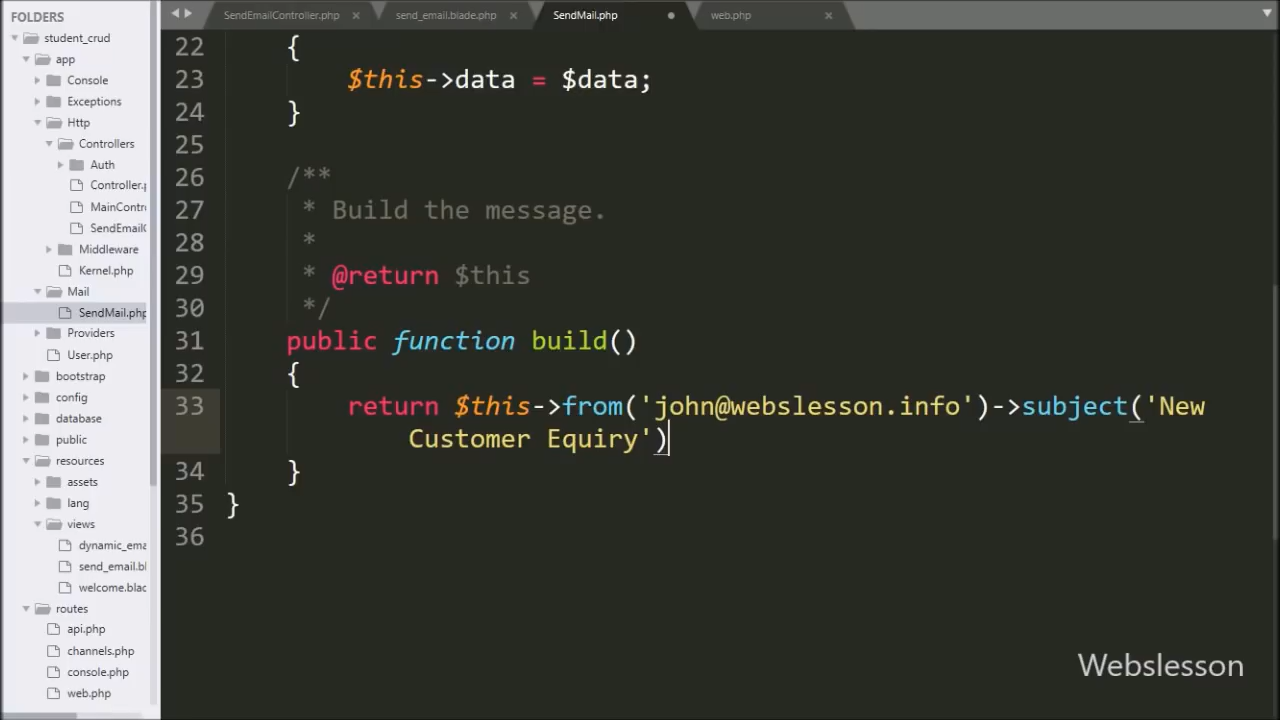 FOLDERS
student_crud
app
Console
Exceptions
Http
Controllers
Auth
Controller.p
MainContr
SendEmailC
Middleware
Kernel.php
Mail
SendMail.php
Providers
User.php
bootstrap
config
database
public
resources
assets
lang
views
dynamic_ema
send_email.bl
welcome.blac
routes
api.php
channels.php
console.php
web.php
SendEmailController.php
send_email.blade.php
SendMail.php
web.php
22 {
23 $this->data = $data;
24 }
25
26 /**
27 * Build the message.
28 *
29 * @return $this
30 */
31 public function build()
32 {
33 return $this->from('john@webslesson.info')->subject('New
Customer Equiry')
34 }
35 }
36
Webslesson